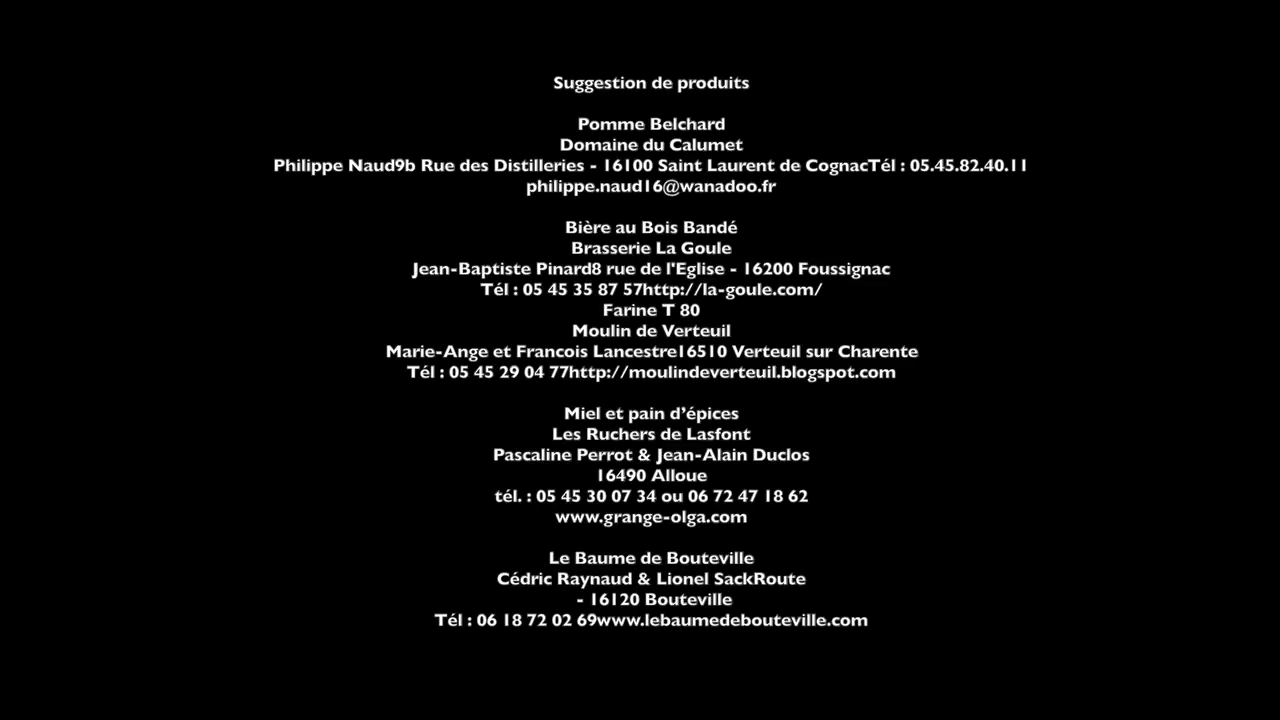 Suggestion de produits
Pomme Belchard
Domaine du Calumet
Philippe Naud9b Rue des Distilleries - 16100 Saint Laurent de CognacTél : 05.45.82.40.11
philippe.naud16@wanadoo.fr
Bière au Bois Bandé
Brasserie La Goule
Jean-Baptiste Pinard8 rue de l'Eglise - 16200 Foussignac
Tél : 05 45 35 87 57http://la-goule.com/
Farine T 80
Moulin de Verteuil
Marie-Ange et Francois Lancestre16510 Verteuil sur Charente
Tél : 05 45 29 04 77http://moulindeverteuil.blogspot.com
Miel et pain d’épices
Les Ruchers de Lasfont
Pascaline Perrot & Jean-Alain Duclos
16490 Alloue
tél. : 05 45 30 07 34 ou 06 72 47 18 62
www.grange-olga.com
Le Baume de Bouteville
Cédric Raynaud & Lionel SackRoute
- 16120 Bouteville
Tél : 06 18 72 02 69www.lebaumedebouteville.com